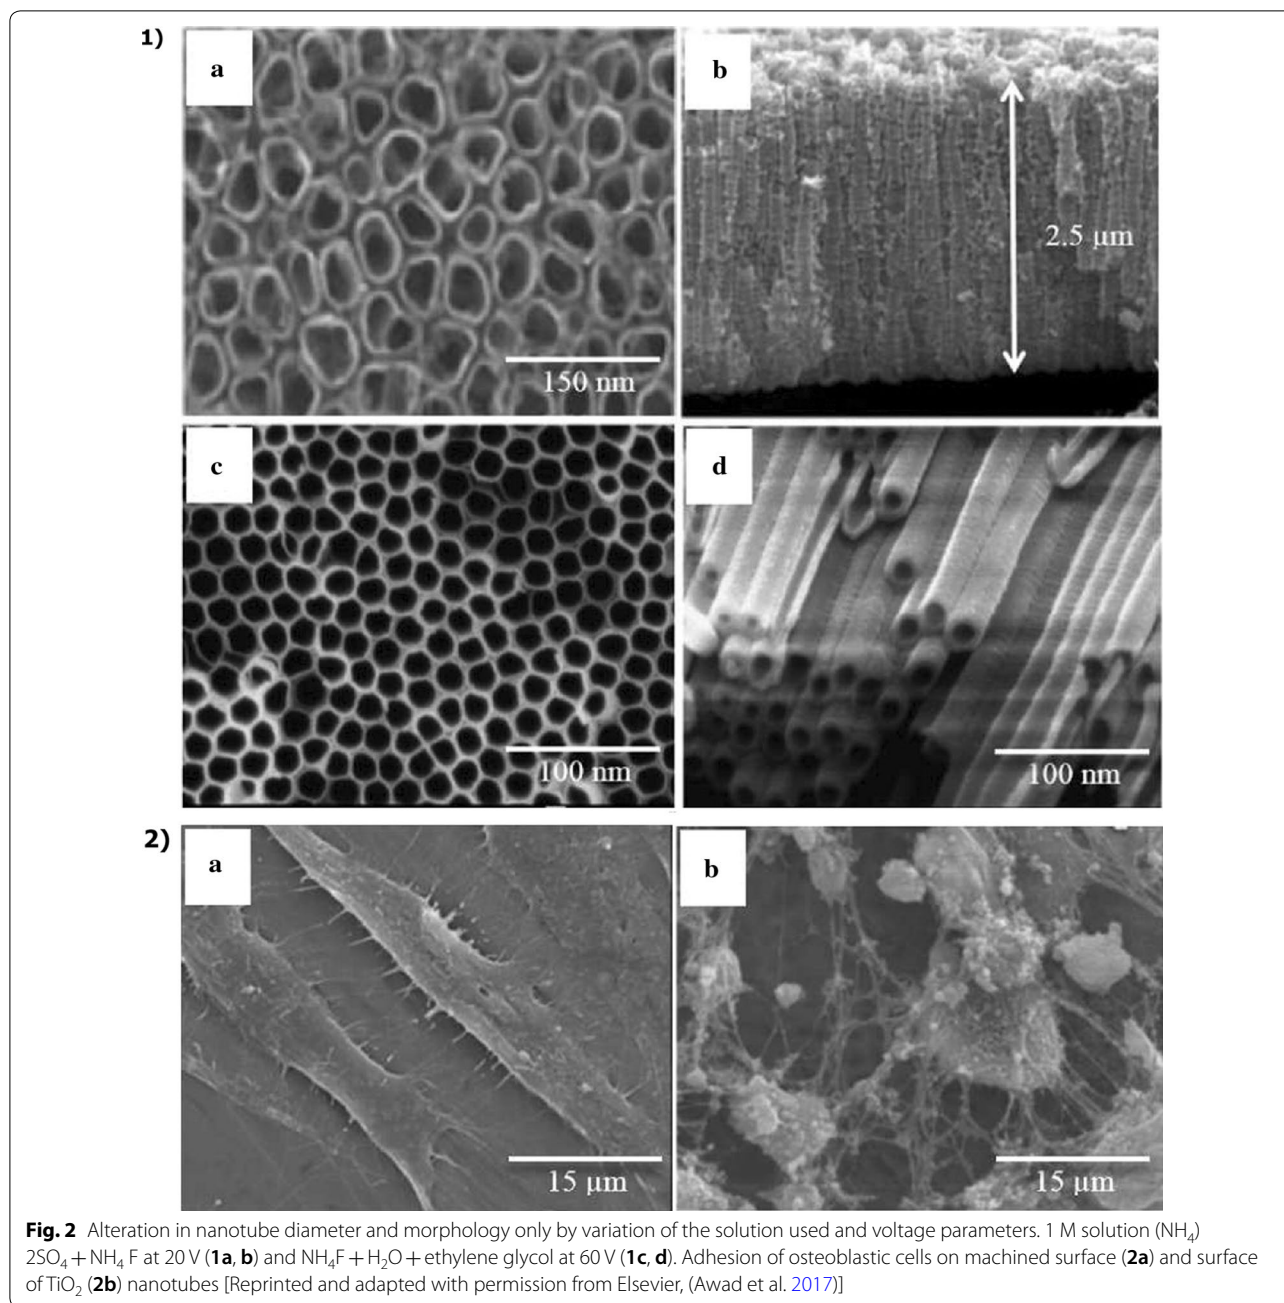 1)
a
b
2.5 µm
150 nm
c
d
100 nm
100 nm
2)
a
b
15 µm
15 µm
Fig. 2 Alteration in nanotube diameter and morphology only by variation of the solution used and voltage parameters. 1 M solution (NH₄)
2SO₄ + NH₄ F at 20 V (1a, b) and NH₄F + H₂O + ethylene glycol at 60 V (1c, d). Adhesion of osteoblastic cells on machined surface (2a) and surface
of TiO₂ (2b) nanotubes [Reprinted and adapted with permission from Elsevier, (Awad et al. 2017)]